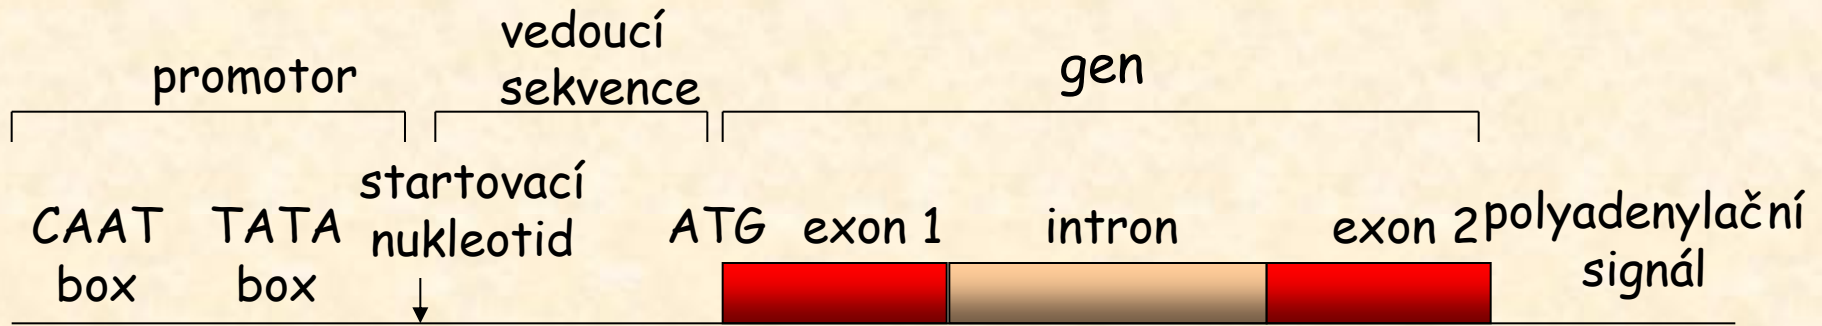 promotor
vedoucí
sekvence
gen
CAAT
box
TATA
box
startovací
nukleotid
ATG
exon 1
intron
exon 2
polyadenylační
signál